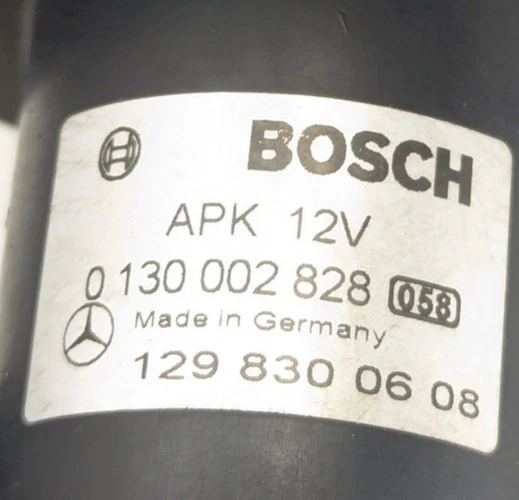 BOSCH
APK 12V
0 130 002 828 058
Made in Germany
129 830 06 08